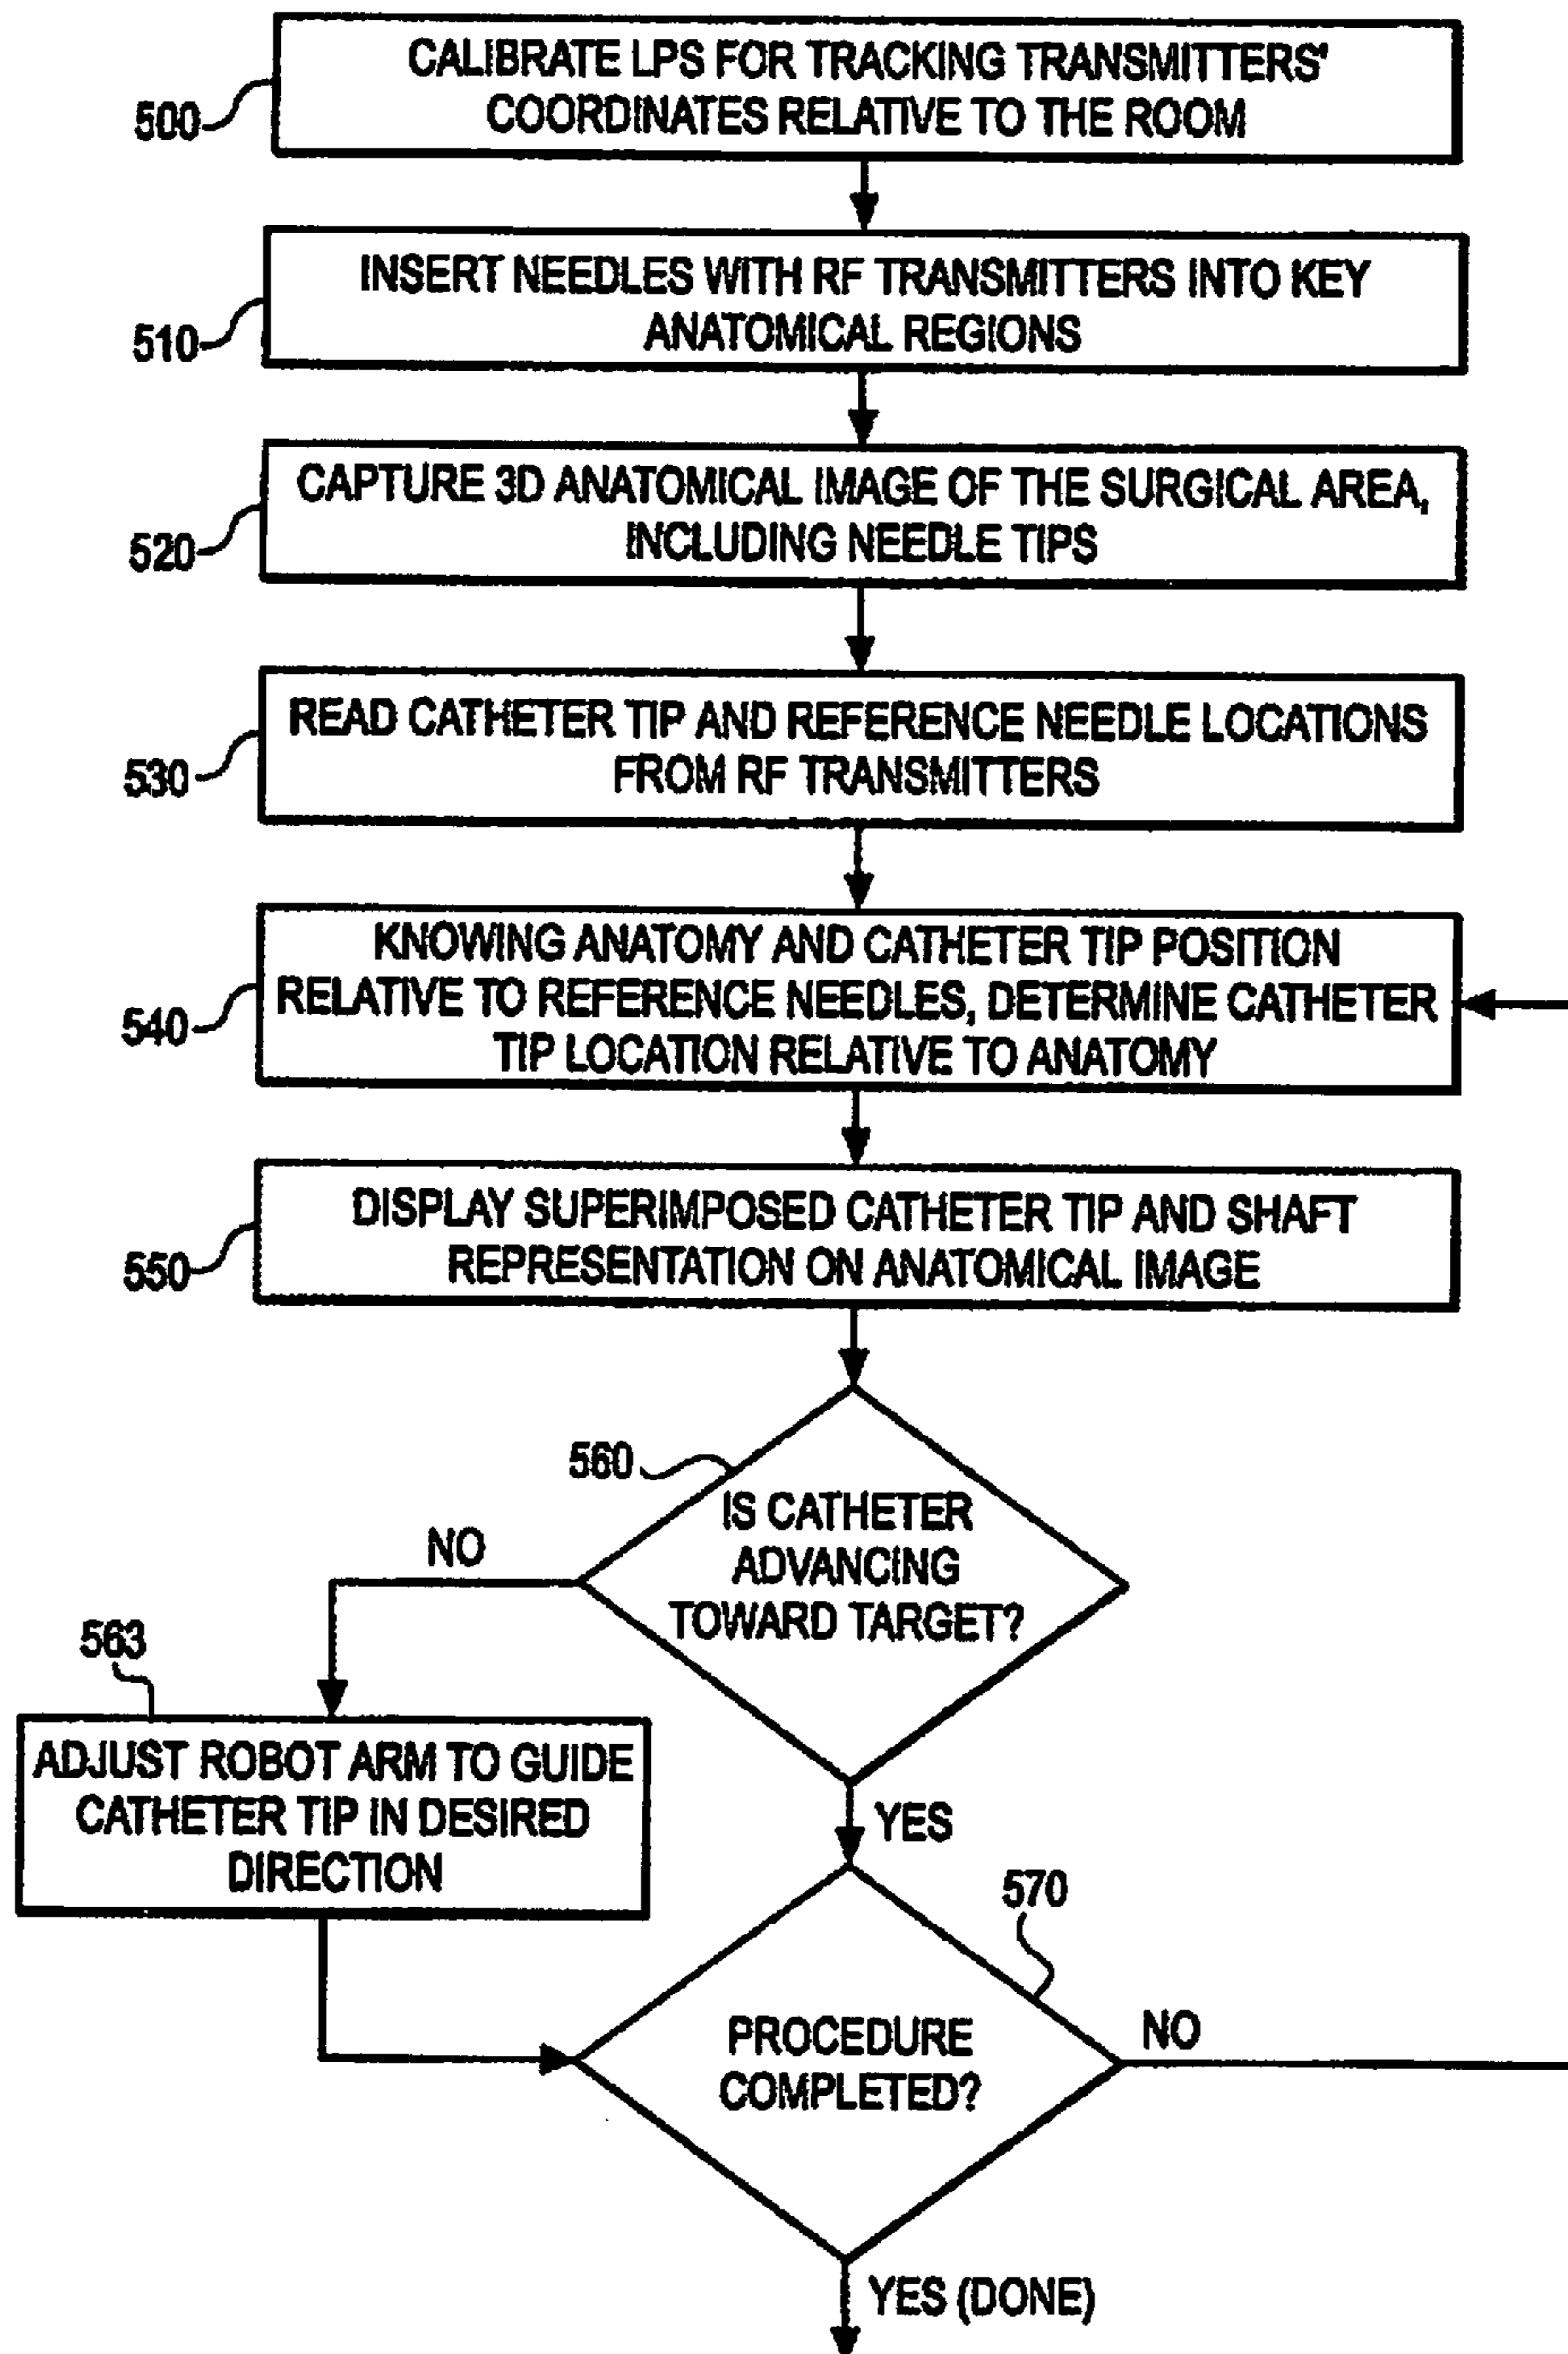 CALIBRATE LPS FOR TRACKING TRANSMITTERS'
COORDINATES RELATIVE TO THE ROOM
500
INSERT NEEDLES WITH RF TRANSMITTERS INTO KEY
ANATOMICAL REGIONS
510
CAPTURE 3D ANATOMICAL IMAGE OF THE SURGICAL AREA,
INCLUDING NEEDLE TIPS
520
READ CATHETER TIP AND REFERENCE NEEDLE LOCATIONS
FROM RF TRANSMITTERS
530
KNOWING ANATOMY AND CATHETER TIP POSITION
RELATIVE TO REFERENCE NEEDLES, DETERMINE CATHETER
TIP LOCATION RELATIVE TO ANATOMY
540
DISPLAY SUPERIMPOSED CATHETER TIP AND SHAFT
REPRESENTATION ON ANATOMICAL IMAGE
550
560
IS CATHETER
ADVANCING
TOWARD TARGET?
NO
563
ADJUST ROBOT ARM TO GUIDE
CATHETER TIP IN DESIRED
DIRECTION
YES
570
PROCEDURE
COMPLETED?
NO
YES (DONE)